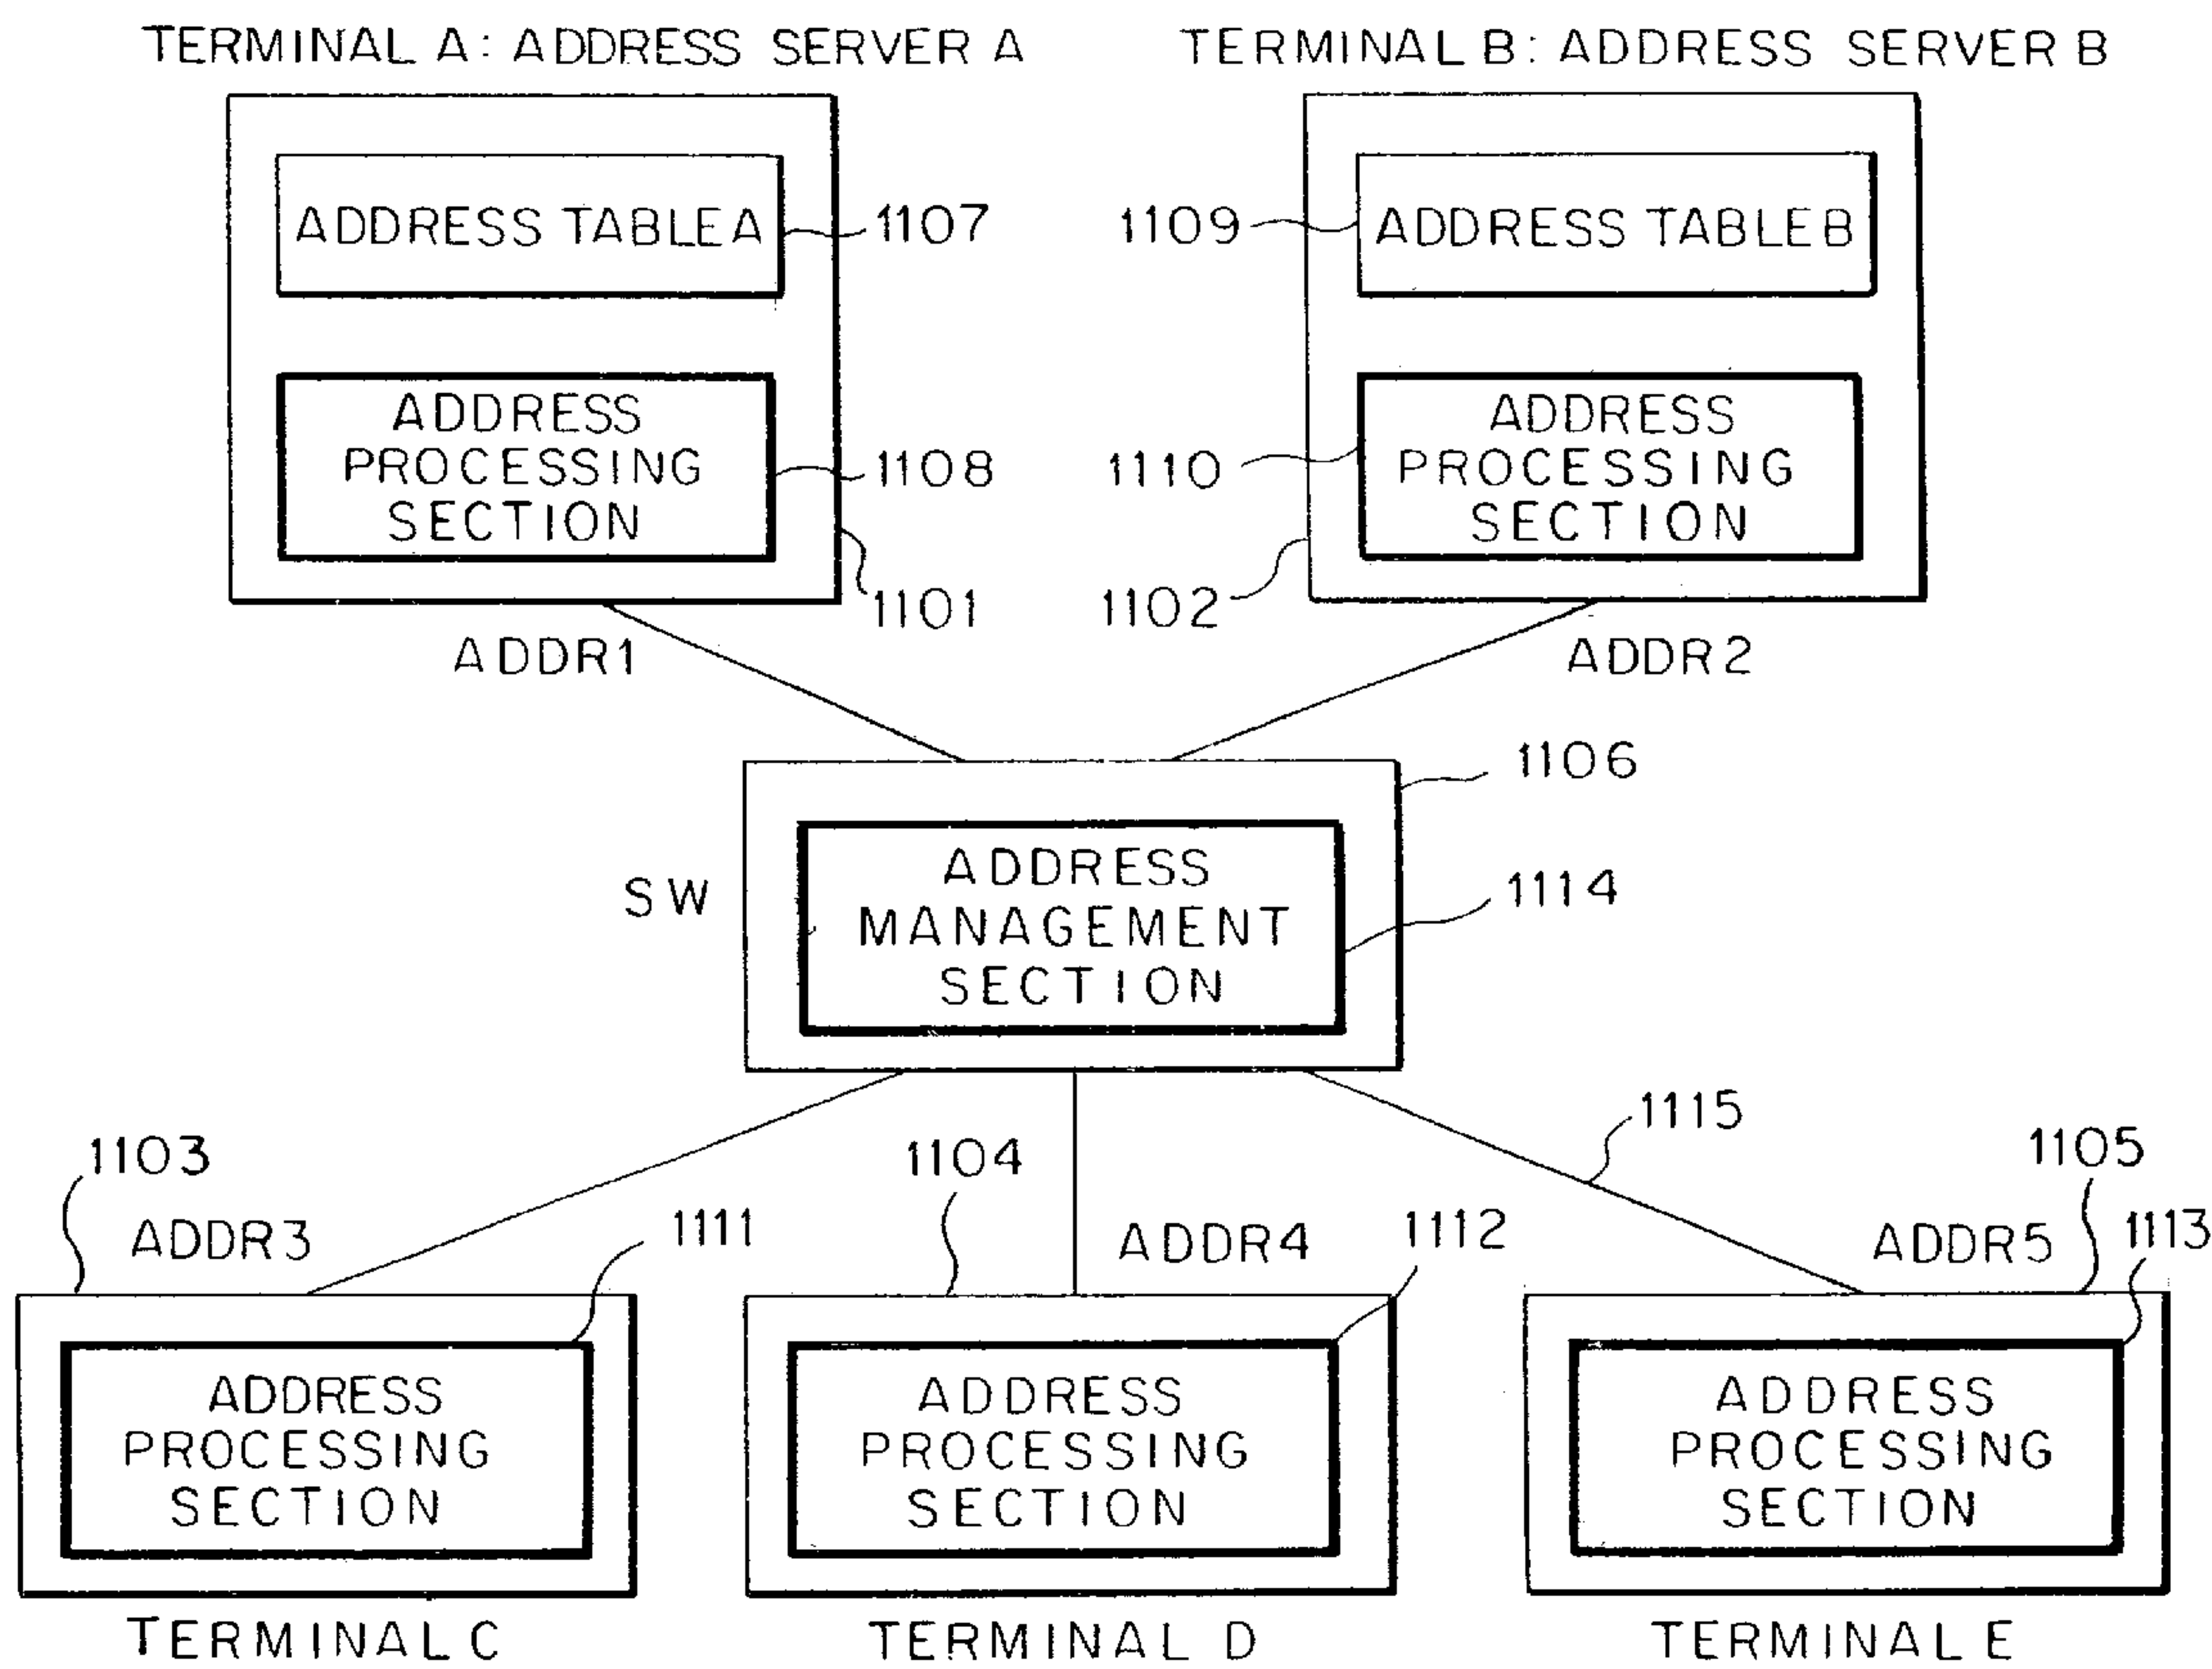 TERMINAL A: ADDRESS SERVER A
TERMINAL B: ADDRESS SERVER B
ADDRESS TABLE A
1107
1109
ADDRESS TABLE B
ADDRESS
PROCESSING
SECTION
1108
1110
ADDRESS
PROCESSING
SECTION
1101
1102
ADDR1
ADDR2
1106
SW
ADDRESS
MANAGEMENT
SECTION
1114
1115
1103
1104
1105
ADDR3
1111
ADDR4
1112
ADDR5
1113
ADDRESS
PROCESSING
SECTION
ADDRESS
PROCESSING
SECTION
ADDRESS
PROCESSING
SECTION
TERMINAL C
TERMINAL D
TERMINAL E